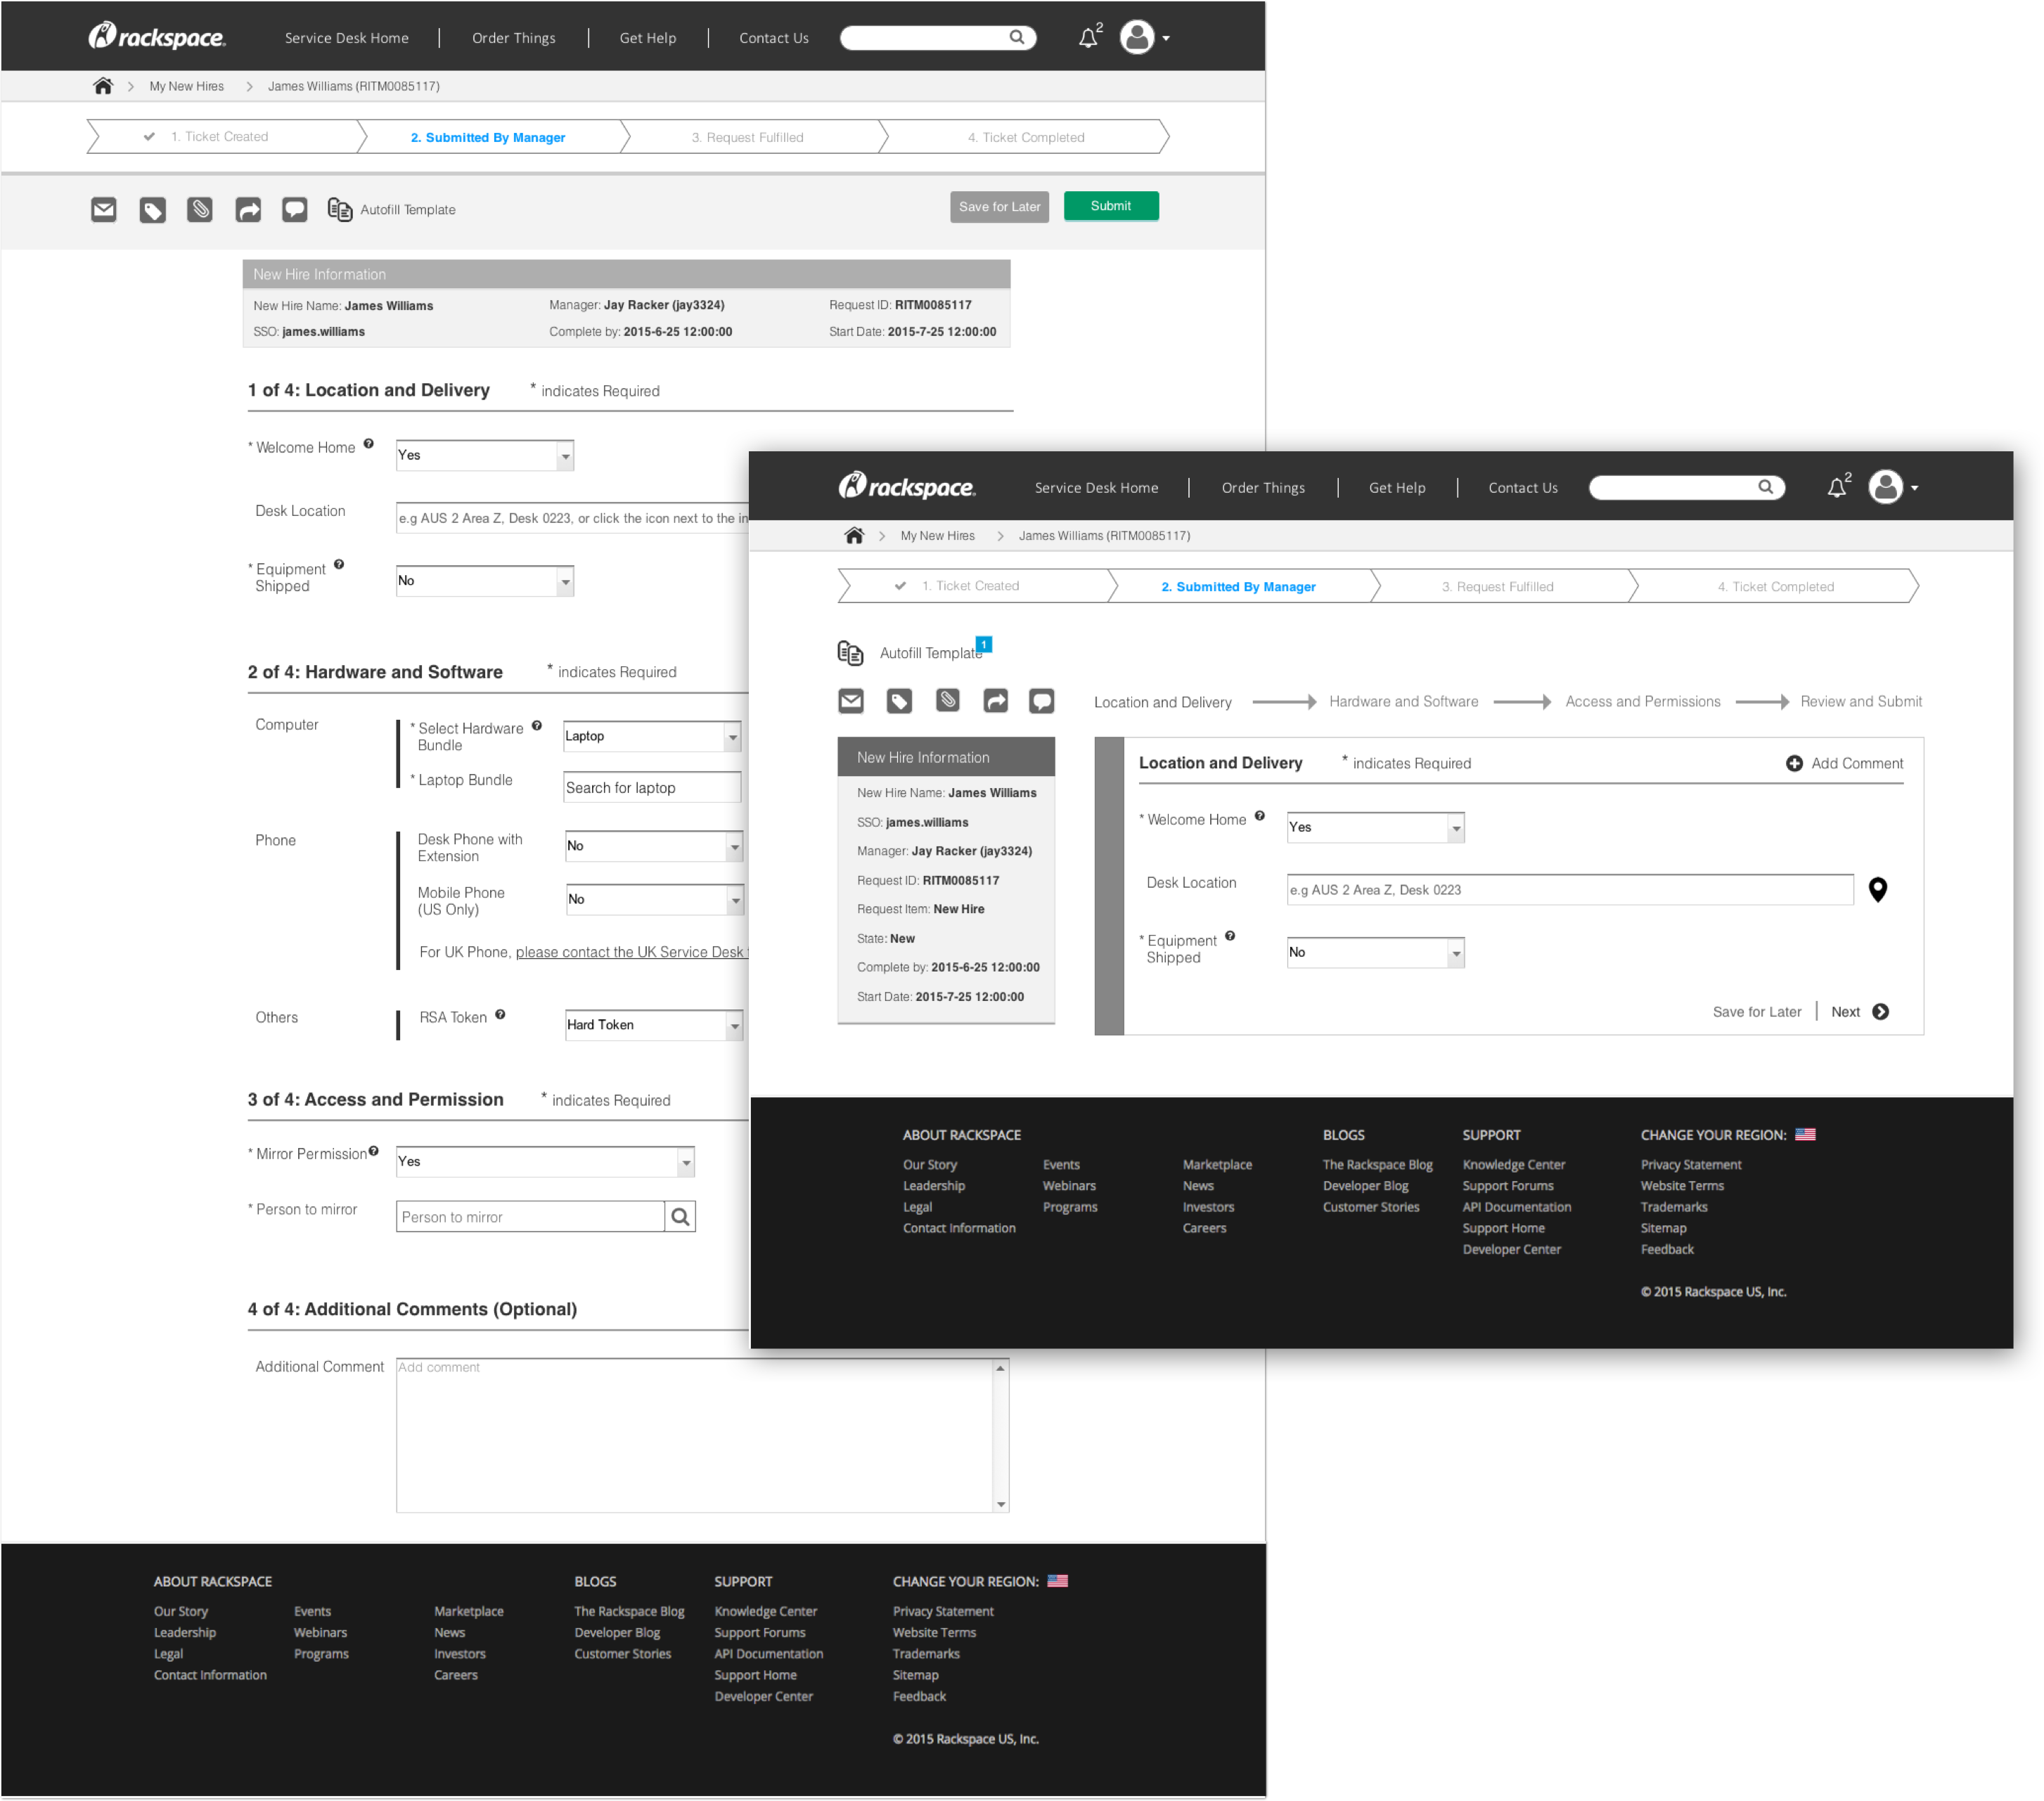 rackspace.
Service Desk Home | Order Things | Get Help | Contact Us
2
My New Hires > James Williams (RITM0085117)
1. Ticket Created
2. Submitted By Manager
3. Request Fulfilled
4. Ticket Completed
Autofill Template
Save for Later
Submit
New Hire Information
New Hire Name: James Williams
Manager: Jay Racker (jay3324)
Request ID: RITM0085117
SSO: james.williams
Complete by: 2015-6-25 12:00:00
Start Date: 2015-7-25 12:00:00
1 of 4: Location and Delivery
* indicates Required
* Welcome Home
Yes
Desk Location
e.g AUS 2 Area Z, Desk 0223, or click the icon next to the in
* Equipment
Shipped
No
2 of 4: Hardware and Software
* indicates Required
Computer
* Select Hardware
Bundle
Laptop
* Laptop Bundle
Search for laptop
Phone
Desk Phone with
Extension
No
Mobile Phone
(US Only)
No
For UK Phone, please contact the UK Service Desk
Others
RSA Token
Hard Token
3 of 4: Access and Permission
* indicates Required
* Mirror Permission
Yes
* Person to mirror
Person to mirror
4 of 4: Additional Comments (Optional)
Additional Comment
Add comment
ABOUT RACKSPACE
Our Story
Leadership
Legal
Contact Information
Events
Webinars
Programs
Marketplace
News
Investors
Careers
BLOGS
The Rackspace Blog
Developer Blog
Customer Stories
SUPPORT
Knowledge Center
Support Forums
API Documentation
Support Home
Developer Center
CHANGE YOUR REGION:
Privacy Statement
Website Terms
Trademarks
Sitemap
Feedback
© 2015 Rackspace US, Inc.
rackspace.
Service Desk Home | Order Things | Get Help | Contact Us
2
My New Hires > James Williams (RITM0085117)
1. Ticket Created
2. Submitted By Manager
3. Request Fulfilled
4. Ticket Completed
Autofill Template
1
Location and Delivery
Hardware and Software
Access and Permissions
Review and Submit
New Hire Information
New Hire Name: James Williams
SSO: james.williams
Manager: Jay Racker (jay3324)
Request ID: RITM0085117
Request Item: New Hire
State: New
Complete by: 2015-6-25 12:00:00
Start Date: 2015-7-25 12:00:00
Location and Delivery
* indicates Required
Add Comment
* Welcome Home
Yes
Desk Location
e.g AUS 2 Area Z, Desk 0223
* Equipment
Shipped
No
Save for Later | Next
ABOUT RACKSPACE
Our Story
Leadership
Legal
Contact Information
Events
Webinars
Programs
Marketplace
News
Investors
Careers
BLOGS
The Rackspace Blog
Developer Blog
Customer Stories
SUPPORT
Knowledge Center
Support Forums
API Documentation
Support Home
Developer Center
CHANGE YOUR REGION:
Privacy Statement
Website Terms
Trademarks
Sitemap
Feedback
© 2015 Rackspace US, Inc.